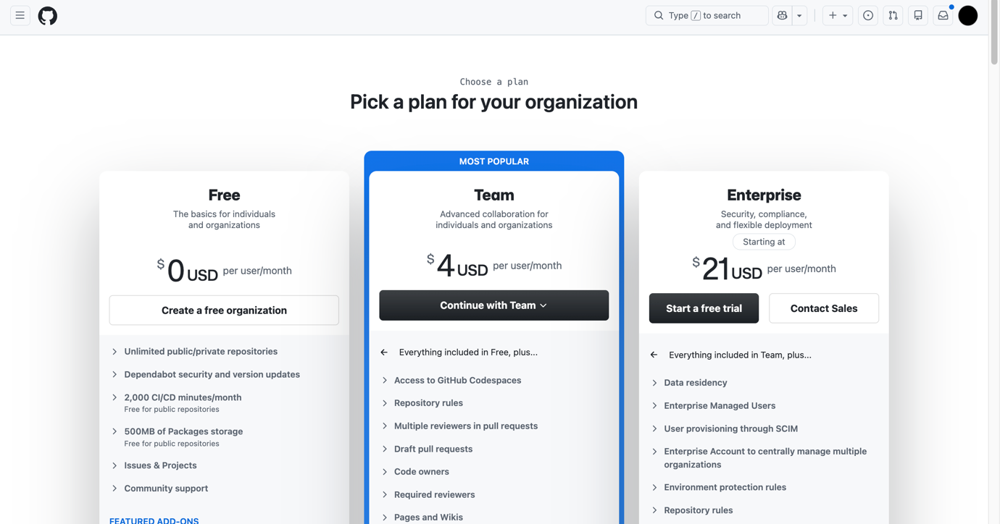 Type / to search
Choose a plan
Pick a plan for your organization
Free
The basics for individuals
and organizations
$0 USD per user/month
Create a free organization
Unlimited public/private repositories
Dependabot security and version updates
2,000 CI/CD minutes/month
Free for public repositories
500MB of Packages storage
Free for public repositories
Issues & Projects
Community support
FEATURED ADD-ONS
MOST POPULAR
Team
Advanced collaboration for
individuals and organizations
$4 USD per user/month
Continue with Team
Everything included in Free, plus...
Access to GitHub Codespaces
Repository rules
Multiple reviewers in pull requests
Draft pull requests
Code owners
Required reviewers
Pages and Wikis
Enterprise
Security, compliance,
and flexible deployment
Starting at
$21 USD per user/month
Start a free trial
Contact Sales
Everything included in Team, plus...
Data residency
Enterprise Managed Users
User provisioning through SCIM
Enterprise Account to centrally manage multiple
organizations
Environment protection rules
Repository rules